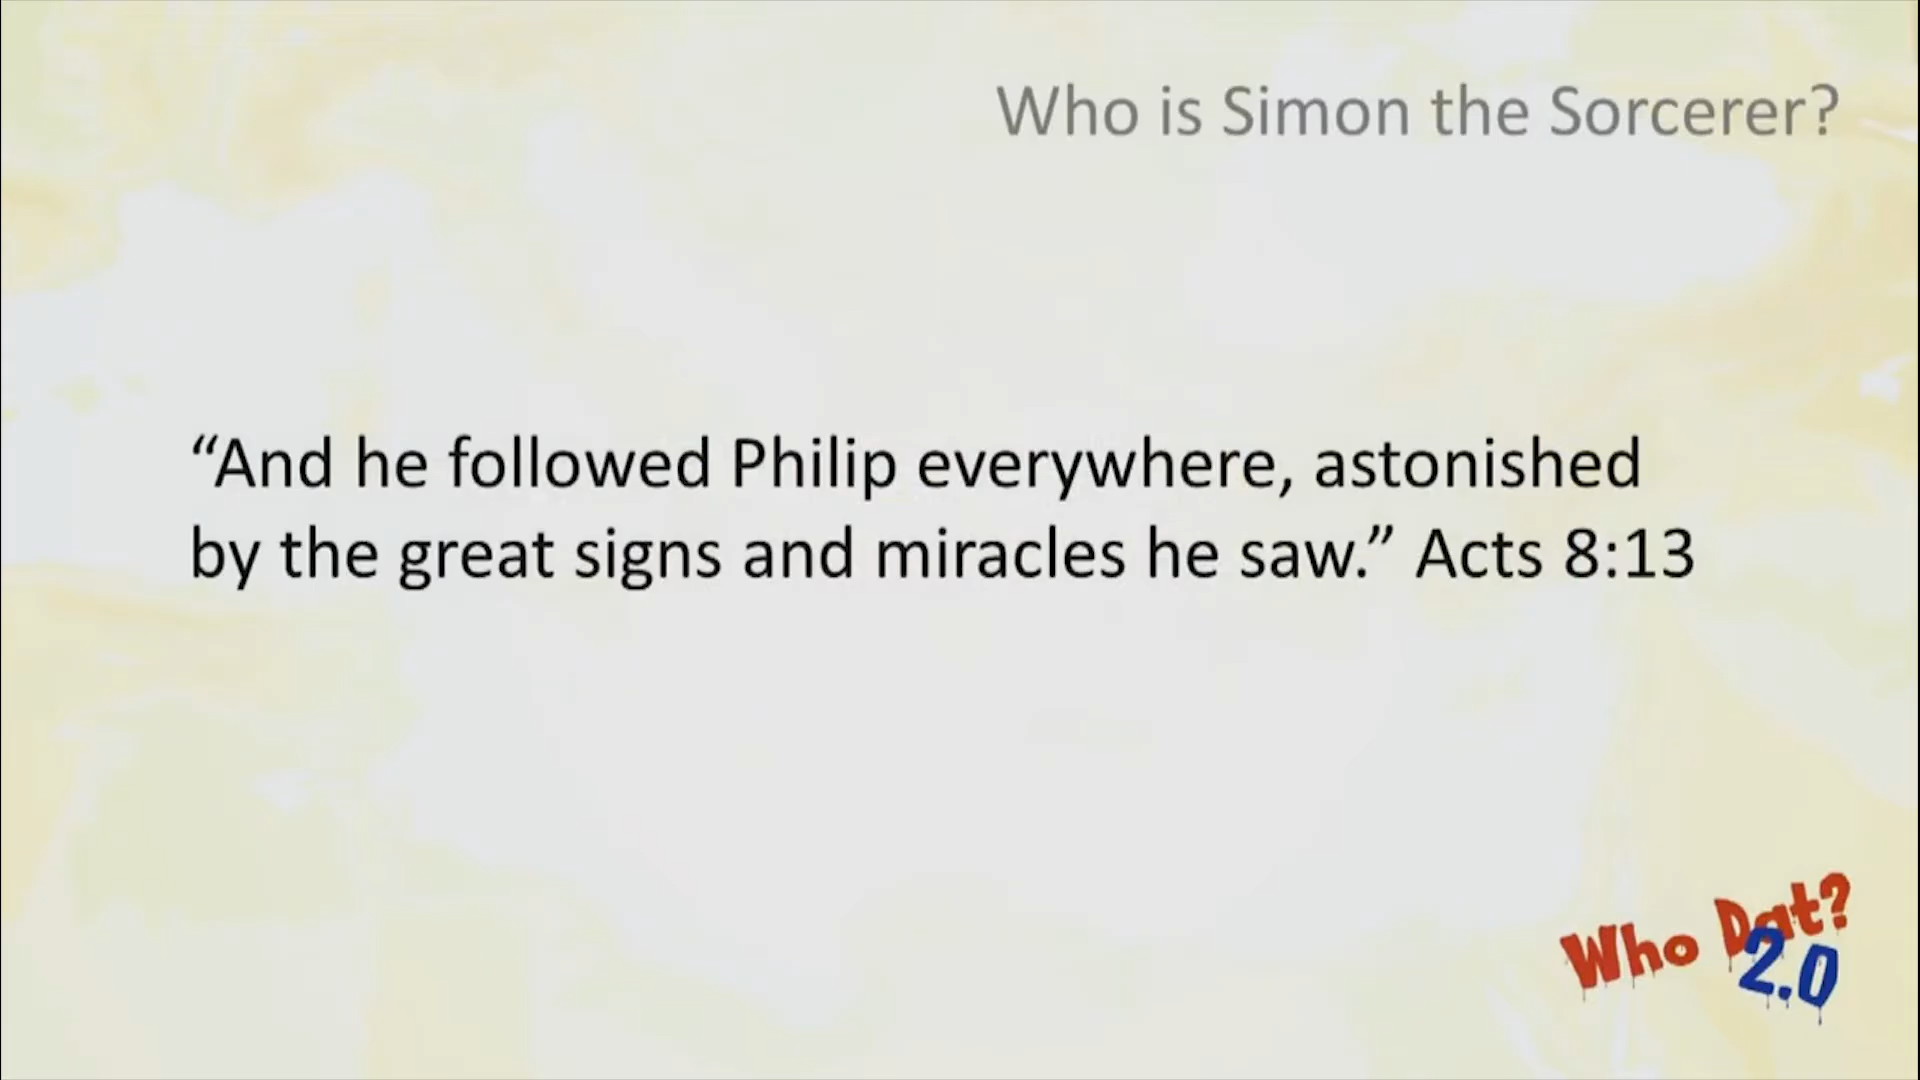 Who is Simon the Sorcerer?
“And he followed Philip everywhere, astonished
by the great signs and miracles he saw.” Acts 8:13
Who Dat?
2.0